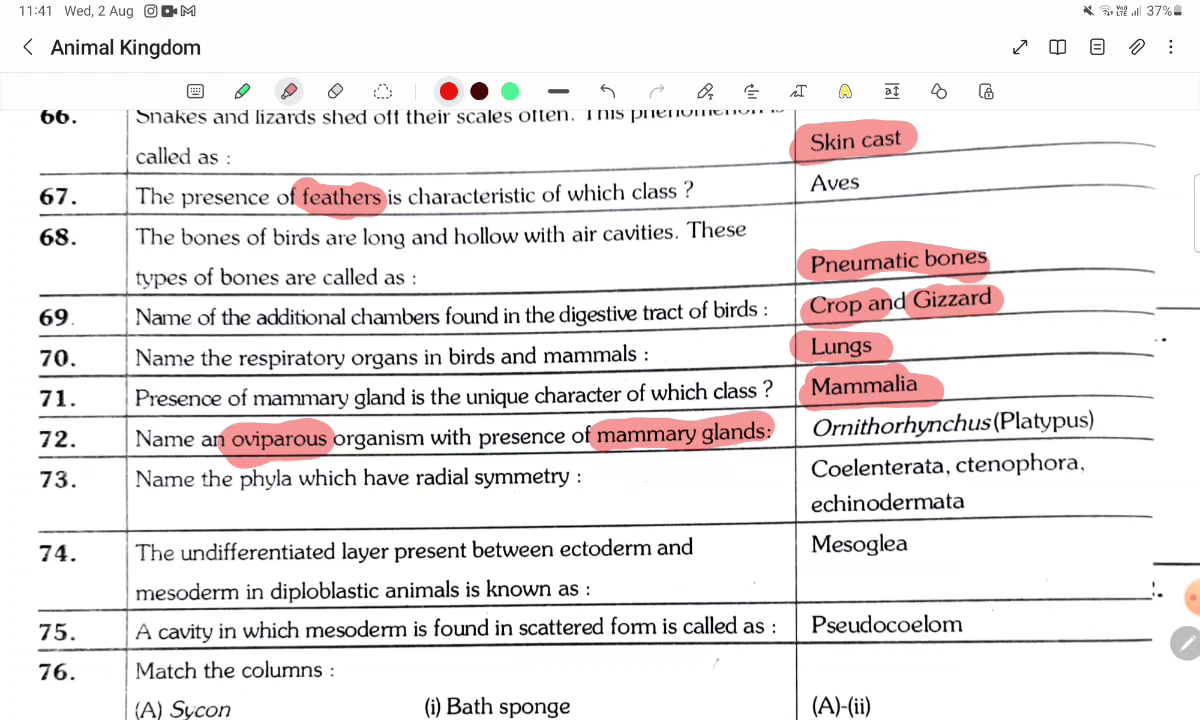 11:41 Wed, 2 Aug
37%
Animal Kingdom
66. Snakes and lizards shed off their scales often. This phenomenon is
called as : Skin cast
67. The presence of feathers is characteristic of which class ? Aves
68. The bones of birds are long and hollow with air cavities. These
types of bones are called as : Pneumatic bones
69. Name of the additional chambers found in the digestive tract of birds : Crop and Gizzard
70. Name the respiratory organs in birds and mammals : Lungs
71. Presence of mammary gland is the unique character of which class ? Mammalia
72. Name an oviparous organism with presence of mammary glands: Ornithorhynchus(Platypus)
73. Name the phyla which have radial symmetry : Coelenterata, ctenophora,
echinodermata
74. The undifferentiated layer present between ectoderm and Mesoglea
mesoderm in diploblastic animals is known as :
75. A cavity in which mesoderm is found in scattered form is called as : Pseudocoelom
76. Match the columns :
(A) Sycon (i) Bath sponge (A)-(ii)